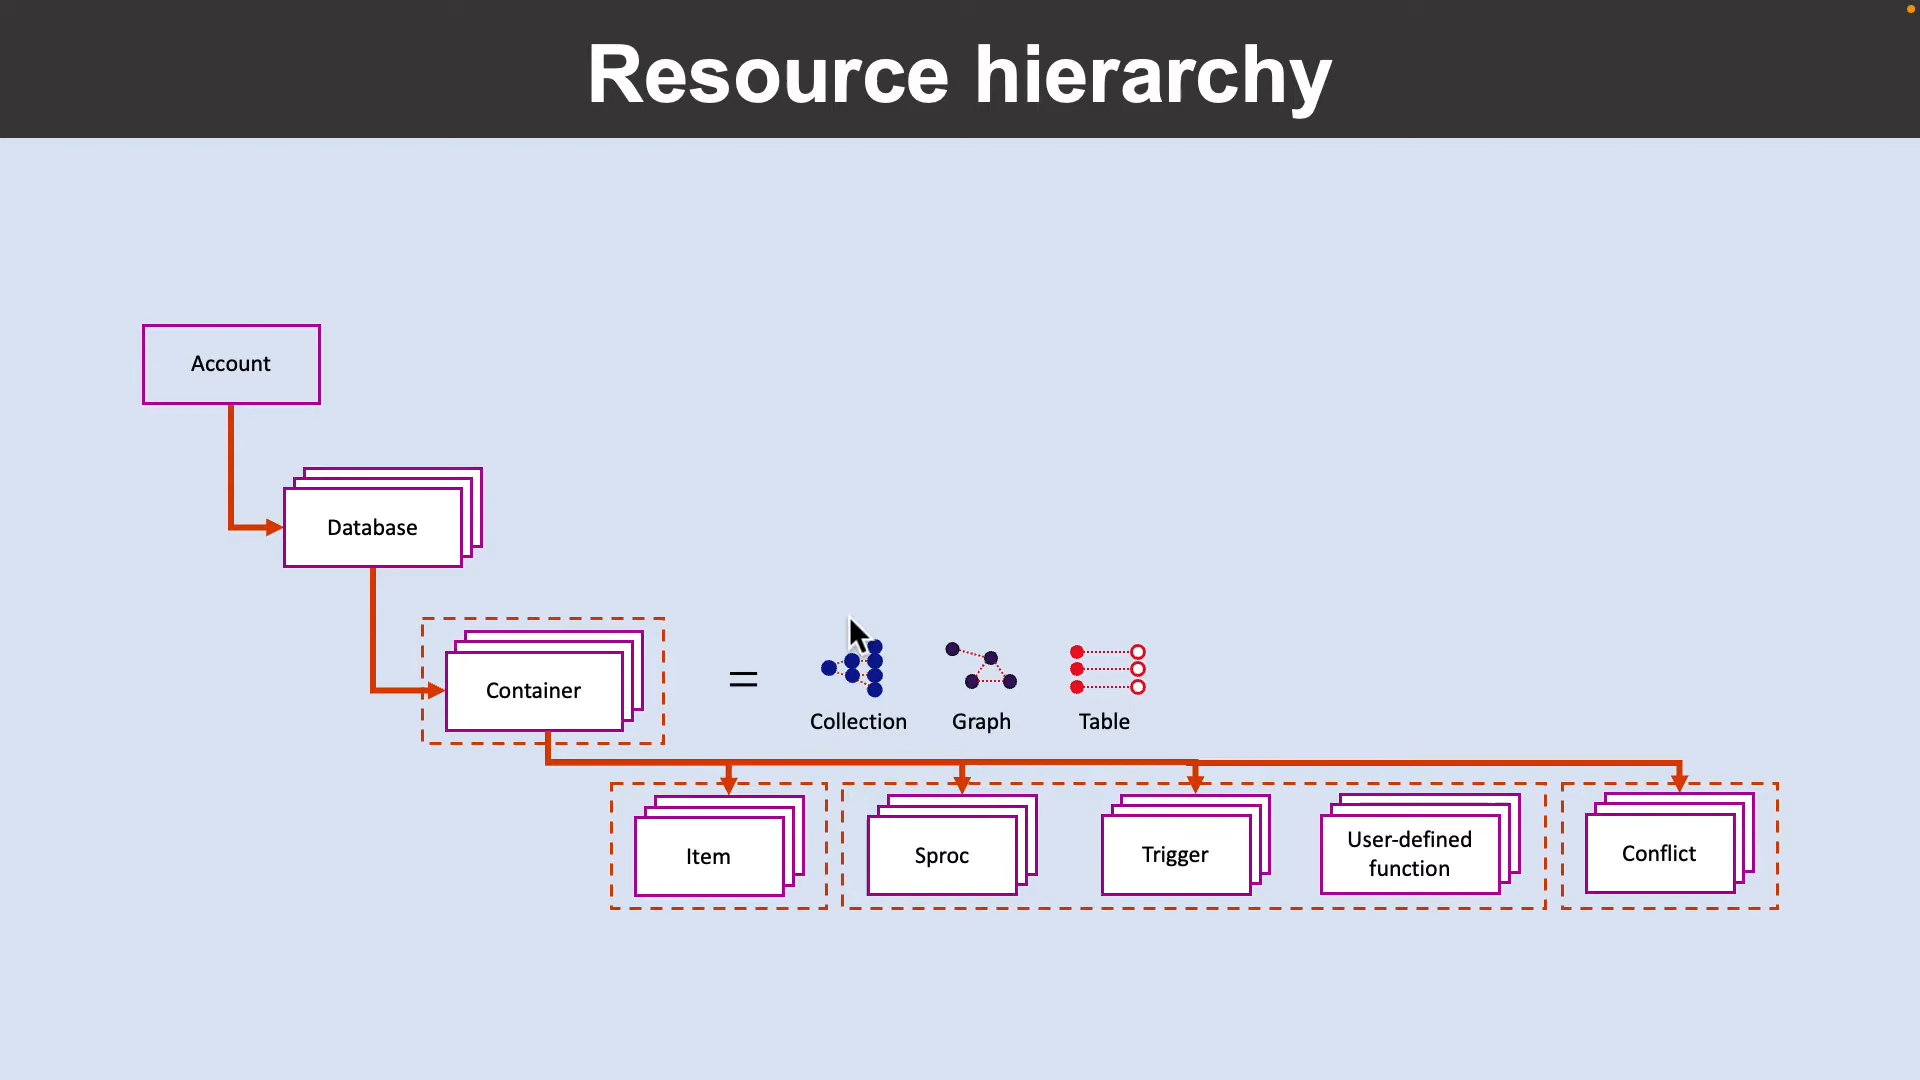 Resource hierarchy
Account
Database
Container
=
Collection
Graph
Table
Item
Sproc
Trigger
User-defined
function
Conflict